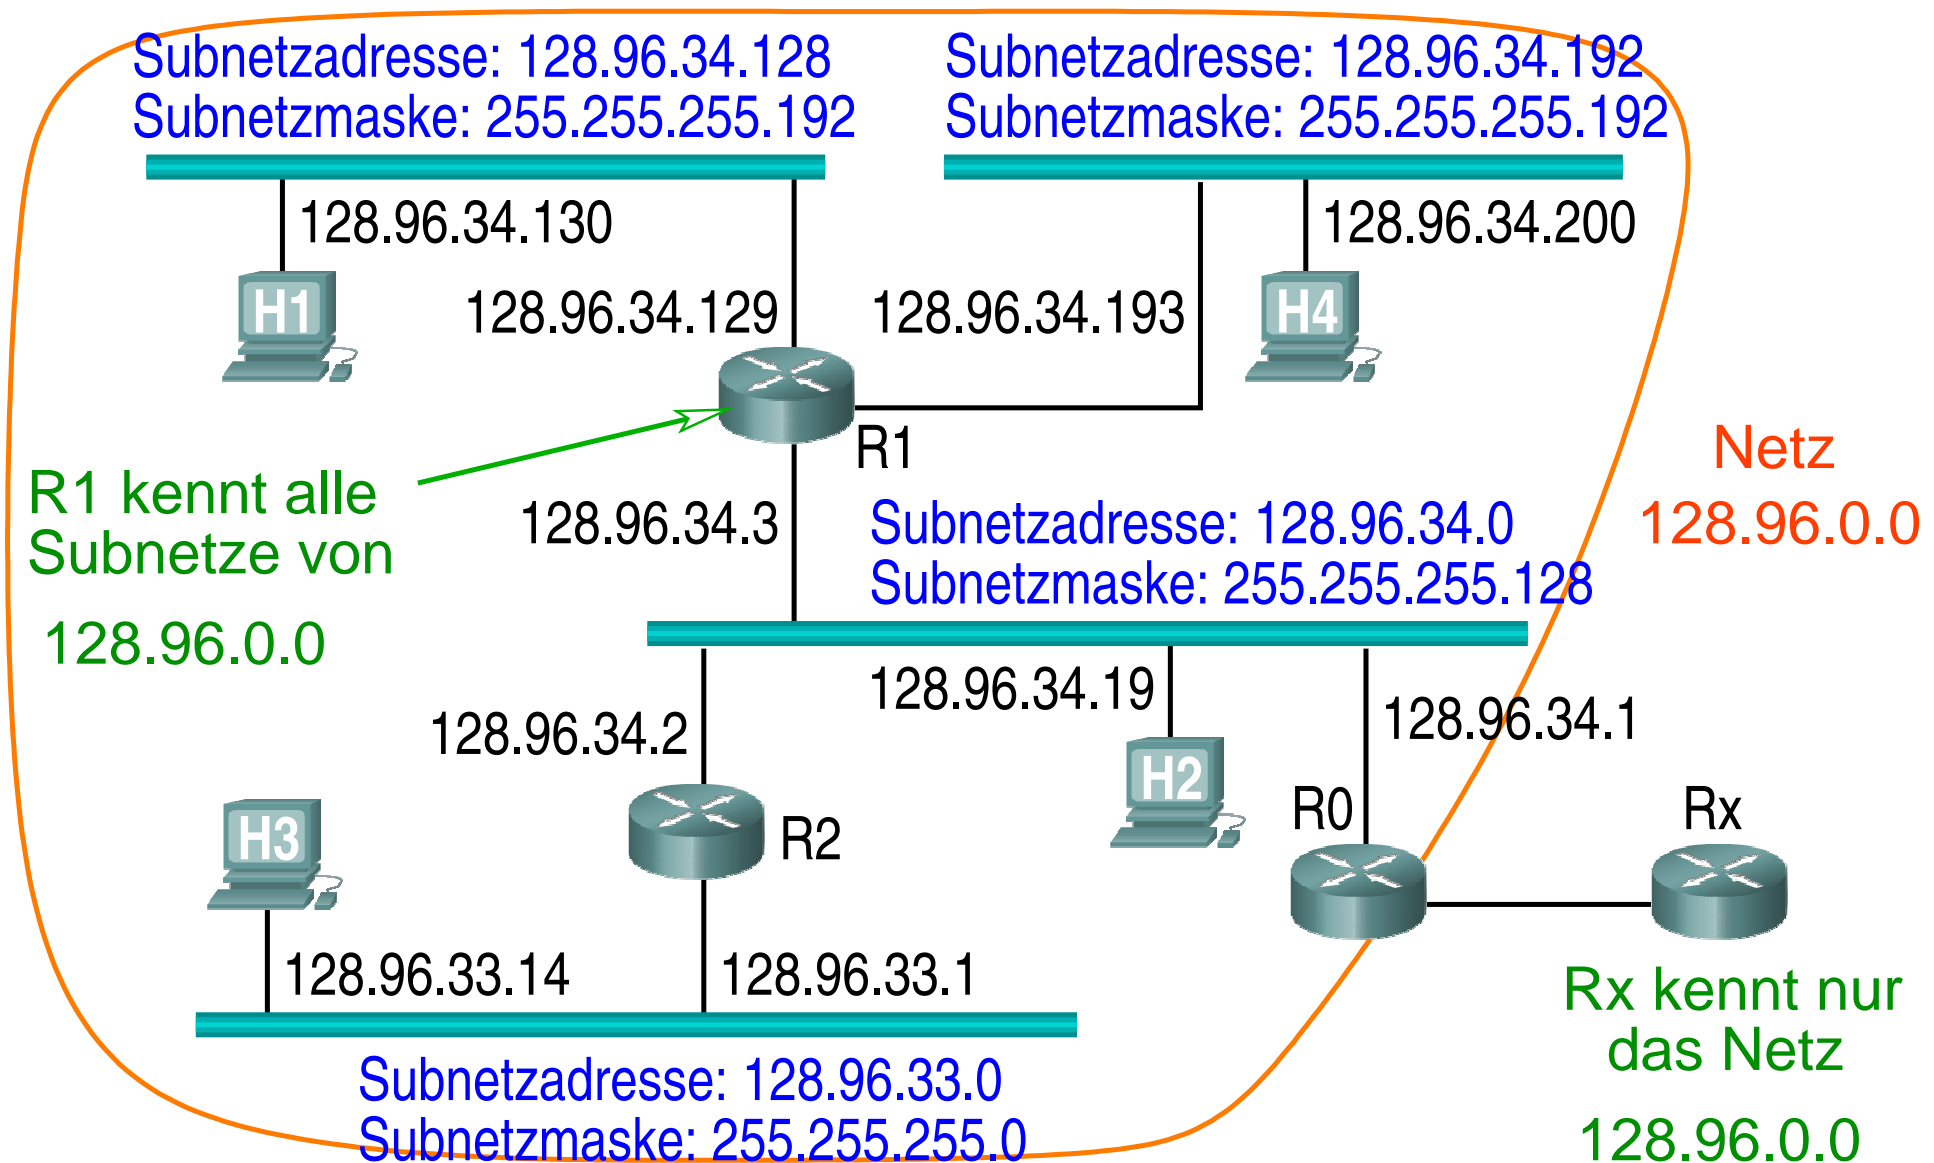 Subnetzadresse: 128.96.34.128
Subnetzmaske: 255.255.255.192
Subnetzadresse: 128.96.34.192
Subnetzmaske: 255.255.255.192
128.96.34.130
128.96.34.200
H1
128.96.34.129
128.96.34.193
H4
R1
Netz
128.96.0.0
R1 kennt alle
Subnetze von
128.96.0.0
128.96.34.3
Subnetzadresse: 128.96.34.0
Subnetzmaske: 255.255.255.128
128.96.34.19
128.96.34.1
128.96.34.2
H2
R0
Rx
H3
R2
128.96.33.14
128.96.33.1
Rx kennt nur
das Netz
128.96.0.0
Subnetzadresse: 128.96.33.0
Subnetzmaske: 255.255.255.0